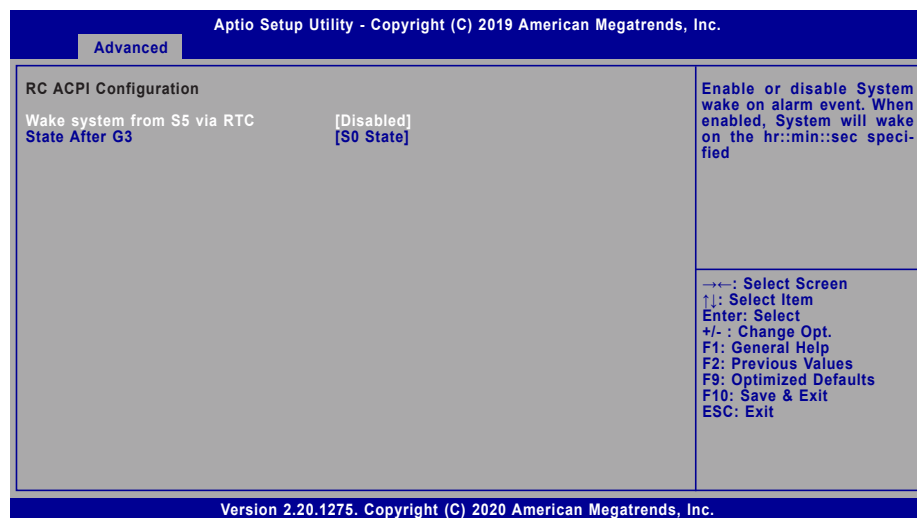 Aptio Setup Utility - Copyright (C) 2019 American Megatrends, Inc.
Advanced
RC ACPI Configuration
Wake system from S5 via RTC [Disabled]
State After G3 [S0 State]
Enable or disable System
wake on alarm event. When
enabled, System will wake
on the hr::min::sec speci-
fied
→←: Select Screen
↑↓: Select Item
Enter: Select
+/- : Change Opt.
F1: General Help
F2: Previous Values
F9: Optimized Defaults
F10: Save & Exit
ESC: Exit
Version 2.20.1275. Copyright (C) 2020 American Megatrends, Inc.